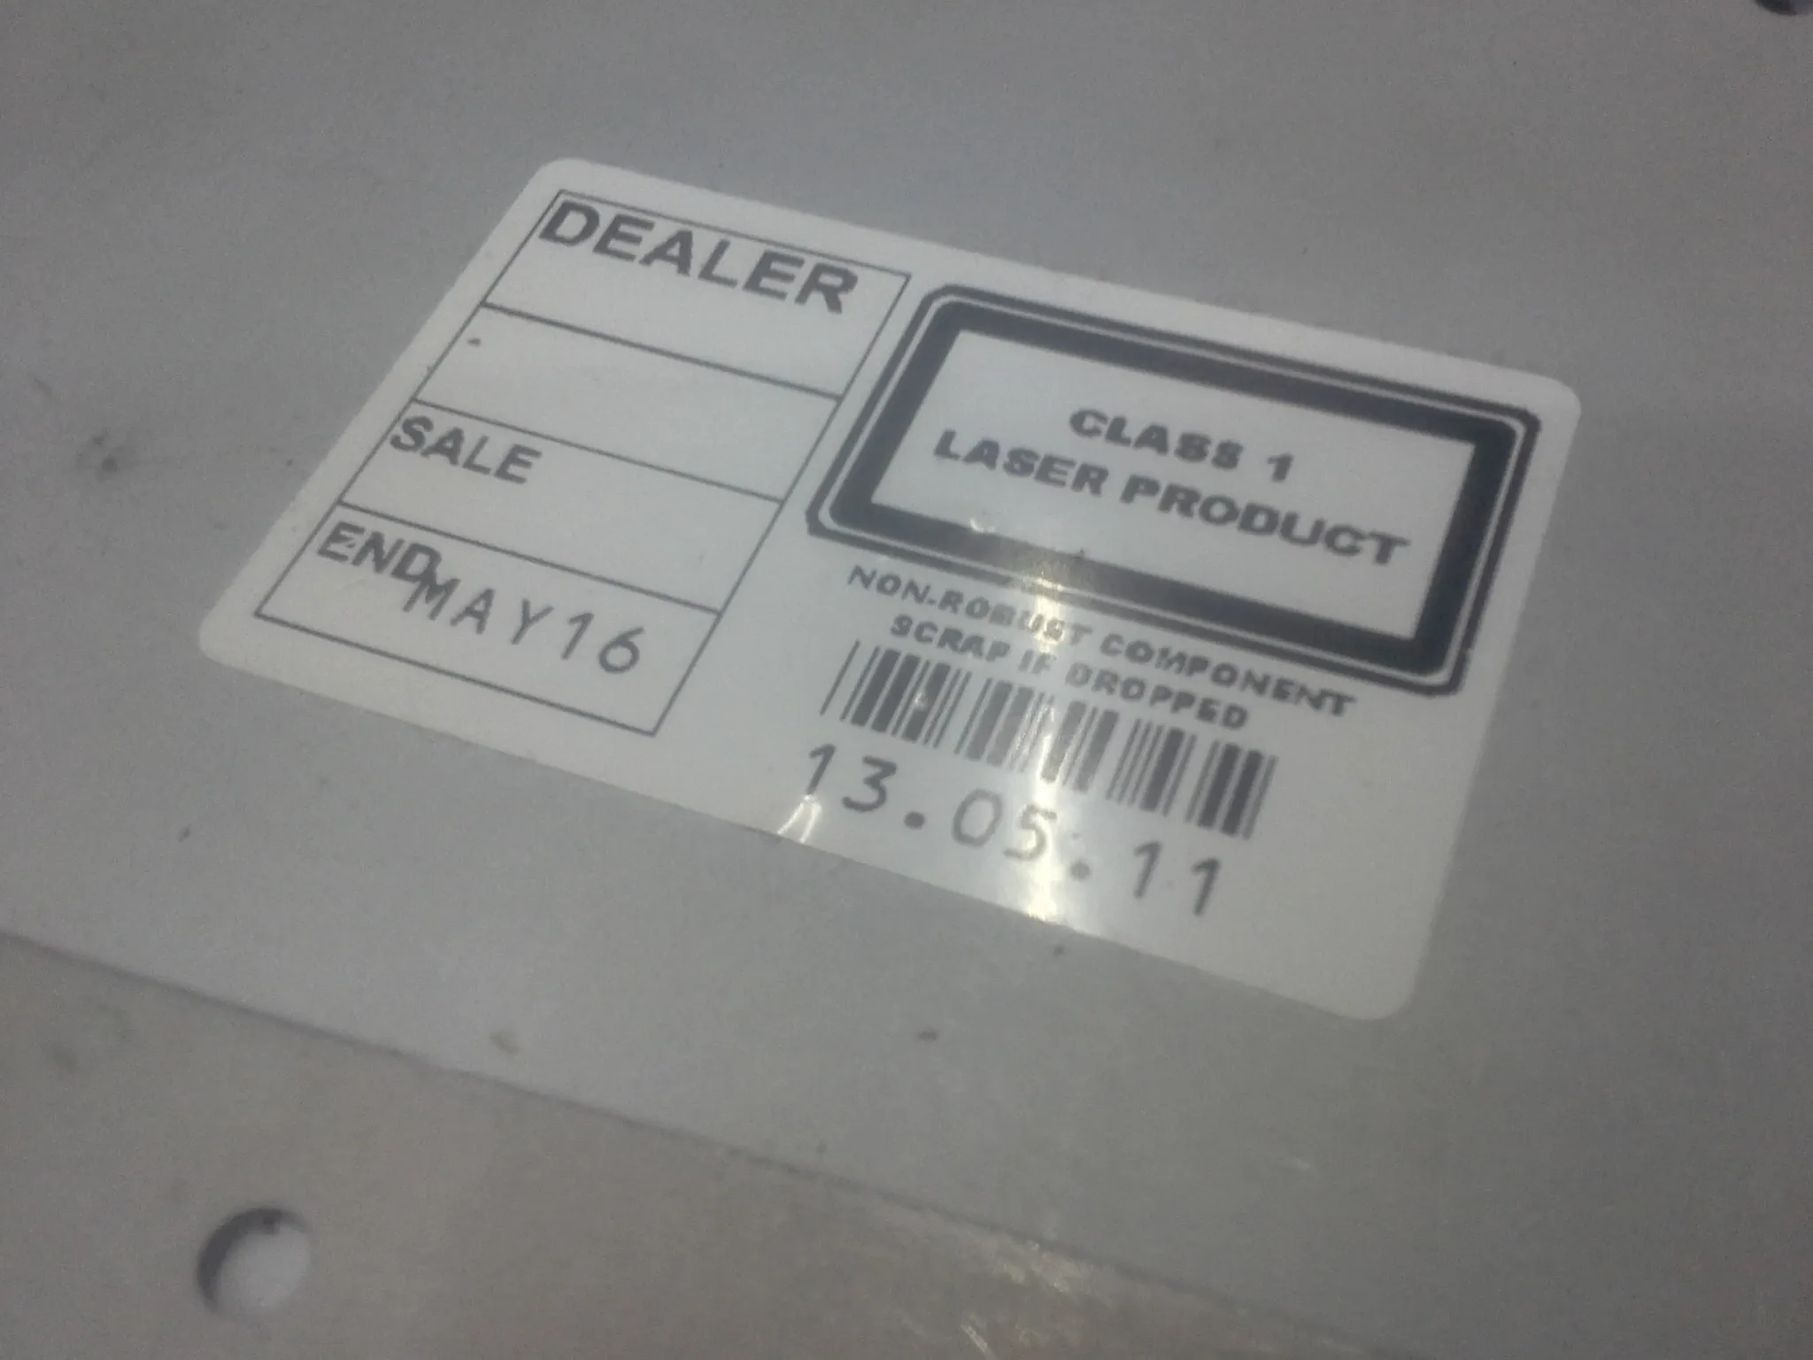 DEALER
SALE
END MAY16
CLASS 1
LASER PRODUCT
NON-ROBUST COMPONENT
SCRAP IF DROPPED
13.05.11